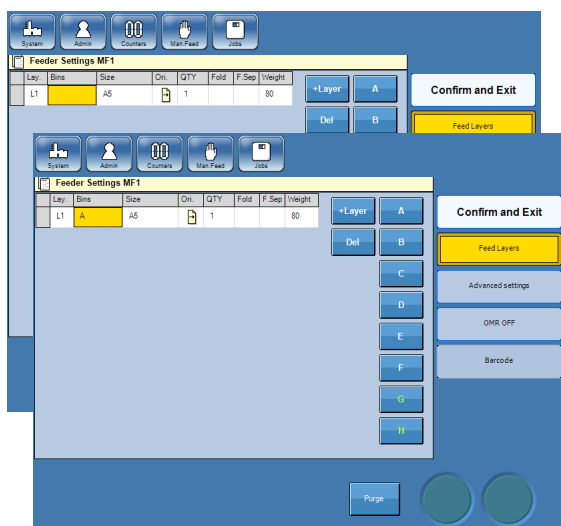 System Admin Counters Man.Feed Jobs
Feeder Settings MF1
Lay. Bins Size Ori. QTY Fold F.Sep Weight
L1 A5 1 80
+Layer A
Confirm and Exit
Del B
Feed Layers
System Admin Counters Man.Feed Jobs
Feeder Settings MF1
Lay. Bins Size Ori. QTY Fold F.Sep Weight
L1 A A5 1 80
+Layer A
Confirm and Exit
Del B
Feed Layers
C
Advanced settings
D
OMR OFF
E
Barcode
F
G
H
Purge